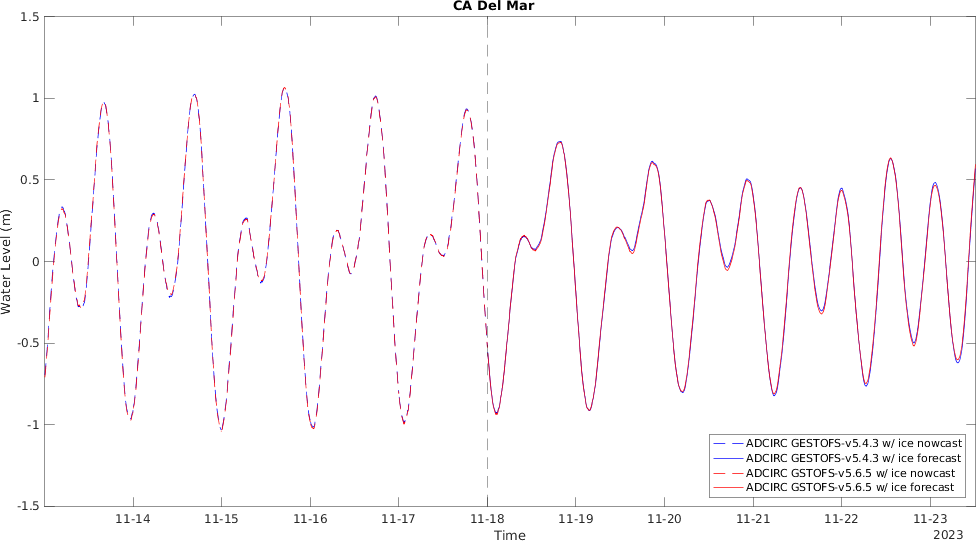 CA Del Mar
1.5
1
0.5
0
-0.5
-1
-1.5
Water Level (m)
11-14 11-15 11-16 11-17 11-18 11-19 11-20 11-21 11-22 11-23
Time
2023
ADCIRC GESTOFS-v5.4.3 w/ ice nowcast
ADCIRC GESTOFS-v5.4.3 w/ ice forecast
ADCIRC GSTOFS-v5.6.5 w/ ice nowcast
ADCIRC GSTOFS-v5.6.5 w/ ice forecast